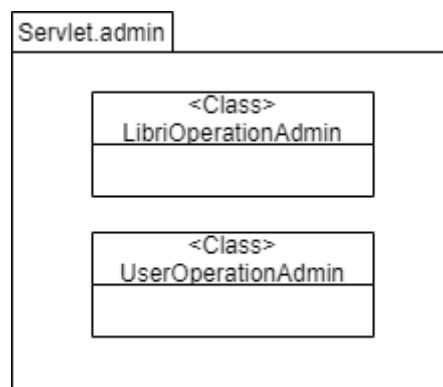 Servlet.admin
<Class>
LibriOperationAdmin
<Class>
UserOperationAdmin